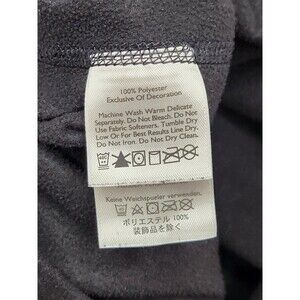 100% Polyester
Exclusive Of Decoration
Machine Wash Warm Delicate
Separately. Do Not Bleach. Do Not
Use Fabric Softeners. Tumble Dry
Low Or For Best Results Line Dry.
Do Not Iron. Do Not Dry Clean.
Keine Weichspüler verwenden.
ポリエステル 100%
装飾品を除く